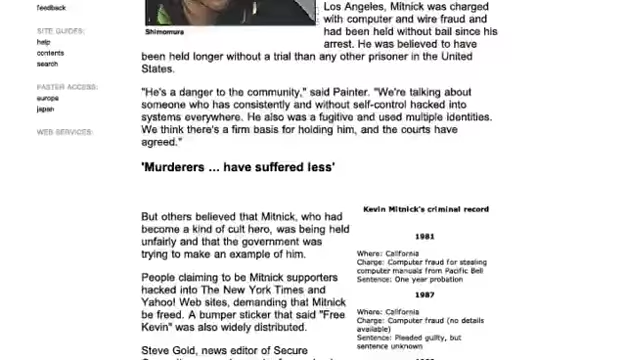 feedback
SITE GUIDES:
help
contents
search
FASTER ACCESS:
europe
japan
WEB SERVICES:
Shimomura
Los Angeles, Mitnick was charged
with computer and wire fraud and
had been held without bail since his
arrest. He was believed to have
been held longer without a trial than any other prisoner in the United
States.
"He's a danger to the community," said Painter. "We're talking about
someone who has consistently and without self-control hacked into
systems everywhere. He also was a fugitive and used multiple identities.
We think there's a firm basis for holding him, and the courts have
agreed."
'Murderers ... have suffered less'
But others believed that Mitnick, who had
become a kind of cult hero, was being held
unfairly and that the government was
trying to make an example of him.
People claiming to be Mitnick supporters
hacked into The New York Times and
Yahoo! Web sites, demanding that Mitnick
be freed. A bumper sticker that said "Free
Kevin" was also widely distributed.
Steve Gold, news editor of Secure
Kevin Mitnick's criminal record
1981
Where: California
Charge: Computer fraud for stealing
computer manuals from Pacific Bell
Sentence: One year probation
1987
Where: California
Charge: Computer fraud (no details
available)
Sentence: Pleaded guilty, but
sentence unknown